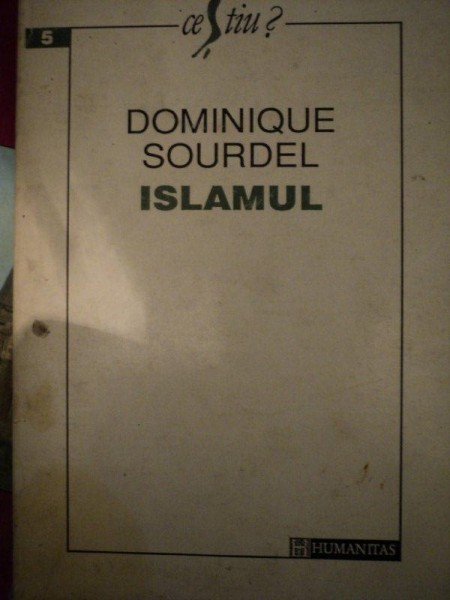 ce Știu?
5
DOMINIQUE
SOURDEL
ISLAMUL
HUMANITAS